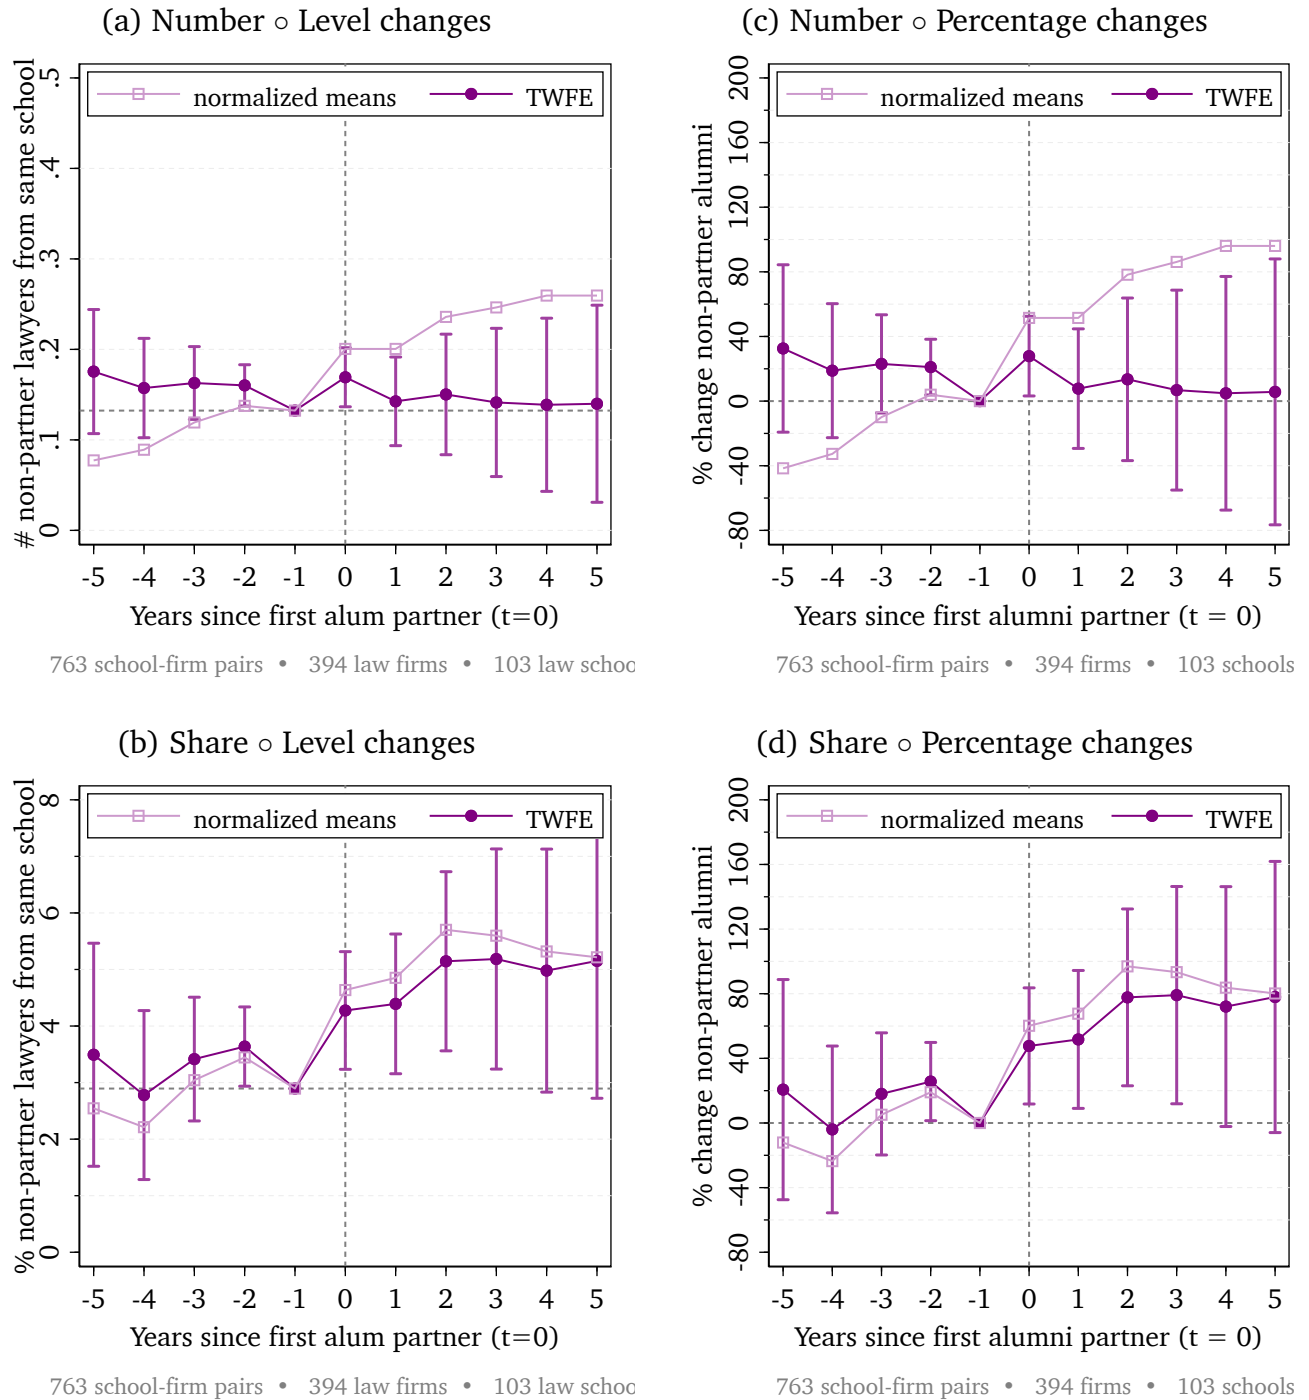 (a) Number ∘ Level changes
# non-partner lawyers from same school
0 .1 .2 .3 .4 .5
normalized means TWFE
-5 -4 -3 -2 -1 0 1 2 3 4 5
Years since first alum partner (t=0)
763 school-firm pairs • 394 law firms • 103 law schoo
(c) Number ∘ Percentage changes
% change non-partner alumni
-80 -40 0 40 80 120 160 200
normalized means TWFE
-5 -4 -3 -2 -1 0 1 2 3 4 5
Years since first alumni partner (t = 0)
763 school-firm pairs • 394 firms • 103 schools
(b) Share ∘ Level changes
% non-partner lawyers from same school
0 2 4 6 8
normalized means TWFE
-5 -4 -3 -2 -1 0 1 2 3 4 5
Years since first alum partner (t=0)
763 school-firm pairs • 394 law firms • 103 law schoo
(d) Share ∘ Percentage changes
% change non-partner alumni
-80 -40 0 40 80 120 160 200
normalized means TWFE
-5 -4 -3 -2 -1 0 1 2 3 4 5
Years since first alumni partner (t = 0)
763 school-firm pairs • 394 firms • 103 schools